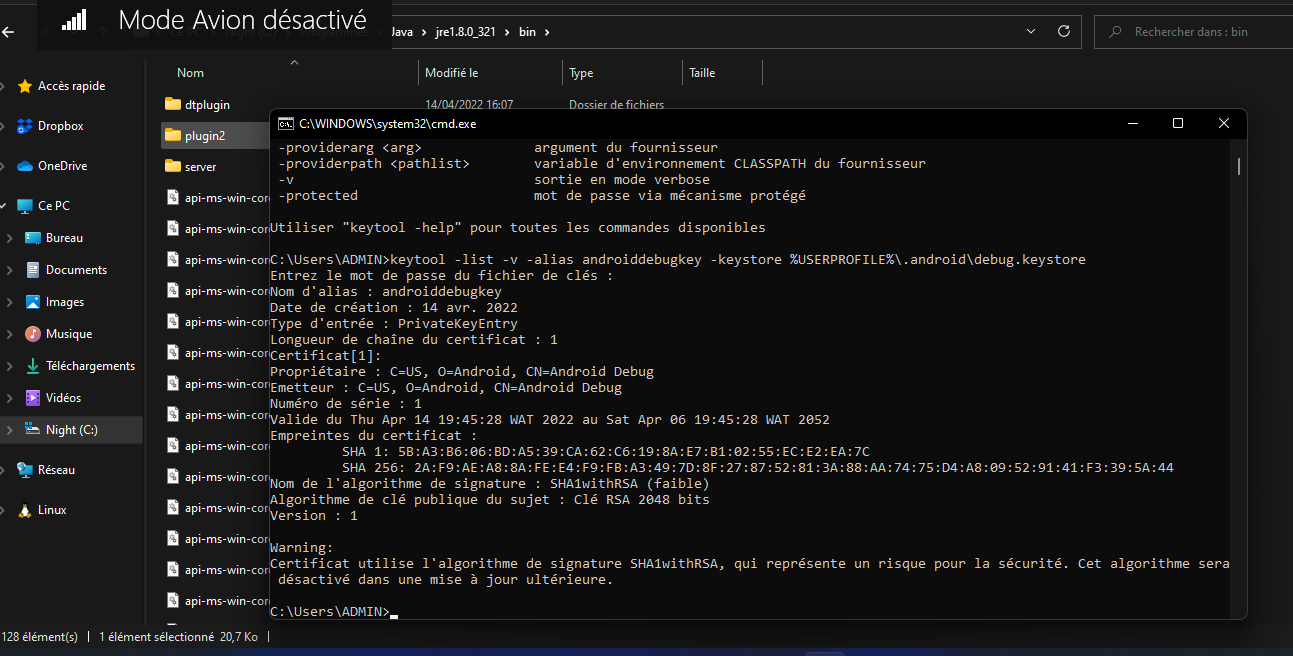 Mode Avion désactivé
Java > jre1.8.0_321 > bin >
Rechercher dans : bin
Nom
Modifié le
Type
Taille
Accès rapide
Dropbox
OneDrive
Ce PC
Bureau
Documents
Images
Musique
Téléchargements
Vidéos
Night (C:)
Réseau
Linux
dtplugin
14/04/2022 16:07
Dossier de fichiers
plugin2
server
api-ms-win-cor
api-ms-win-cor
api-ms-win-cor
api-ms-win-cor
api-ms-win-cor
api-ms-win-cor
api-ms-win-cor
api-ms-win-cor
api-ms-win-cor
api-ms-win-cor
api-ms-win-cor
api-ms-win-cor
api-ms-win-cor
api-ms-win-cor
C:\WINDOWS\system32\cmd.exe
-providerarg <arg> argument du fournisseur
-providerpath <pathlist> variable d'environnement CLASSPATH du fournisseur
-v sortie en mode verbose
-protected mot de passe via mécanisme protégé
Utiliser "keytool -help" pour toutes les commandes disponibles
C:\Users\ADMIN>keytool -list -v -alias androiddebugkey -keystore %USERPROFILE%\.android\debug.keystore
Entrez le mot de passe du fichier de clés :
Nom d'alias : androiddebugkey
Date de création : 14 avr. 2022
Type d'entrée : PrivateKeyEntry
Longueur de chaîne du certificat : 1
Certificat[1]:
Propriétaire : C=US, O=Android, CN=Android Debug
Emetteur : C=US, O=Android, CN=Android Debug
Numéro de série : 1
Valide du Thu Apr 14 19:45:28 WAT 2022 au Sat Apr 06 19:45:28 WAT 2052
Empreintes du certificat :
SHA 1: 5B:A3:B6:06:BD:A5:39:CA:62:C6:19:8A:E7:B1:02:55:EC:E2:EA:7C
SHA 256: 2A:F9:AE:A8:8A:FE:E4:F9:FB:A3:49:7D:8F:27:87:52:81:3A:88:AA:74:75:D4:A8:09:52:91:41:F3:39:5A:44
Nom de l'algorithme de signature : SHA1withRSA (faible)
Algorithme de clé publique du sujet : Clé RSA 2048 bits
Version : 1
Warning:
Certificat utilise l'algorithme de signature SHA1withRSA, qui représente un risque pour la sécurité. Cet algorithme sera
désactivé dans une mise à jour ultérieure.
C:\Users\ADMIN>
128 élément(s) | 1 élément sélectionné 20,7 Ko |